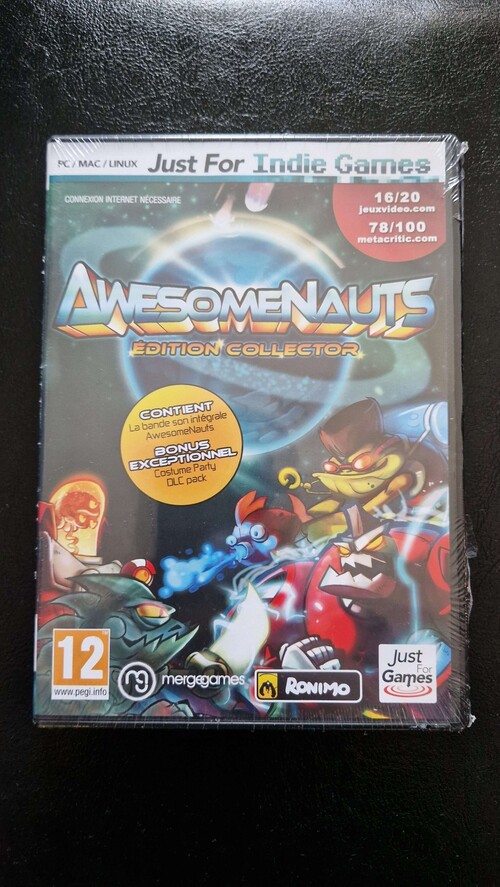 PC / MAC / LINUX Just For Indie Games
CONNEXION INTERNET NÉCESSAIRE
16/20
jeuxvideo.com
78/100
metacritic.com
AWESOMENAUTS
ÉDITION COLLECTOR
CONTIENT
La bande son intégrale
AwesomeNauts
BONUS
EXCEPTIONNEL
Costume Party
DLC pack
12
www.pegi.info
mg mergegames
RONIMO
Just
For
Games